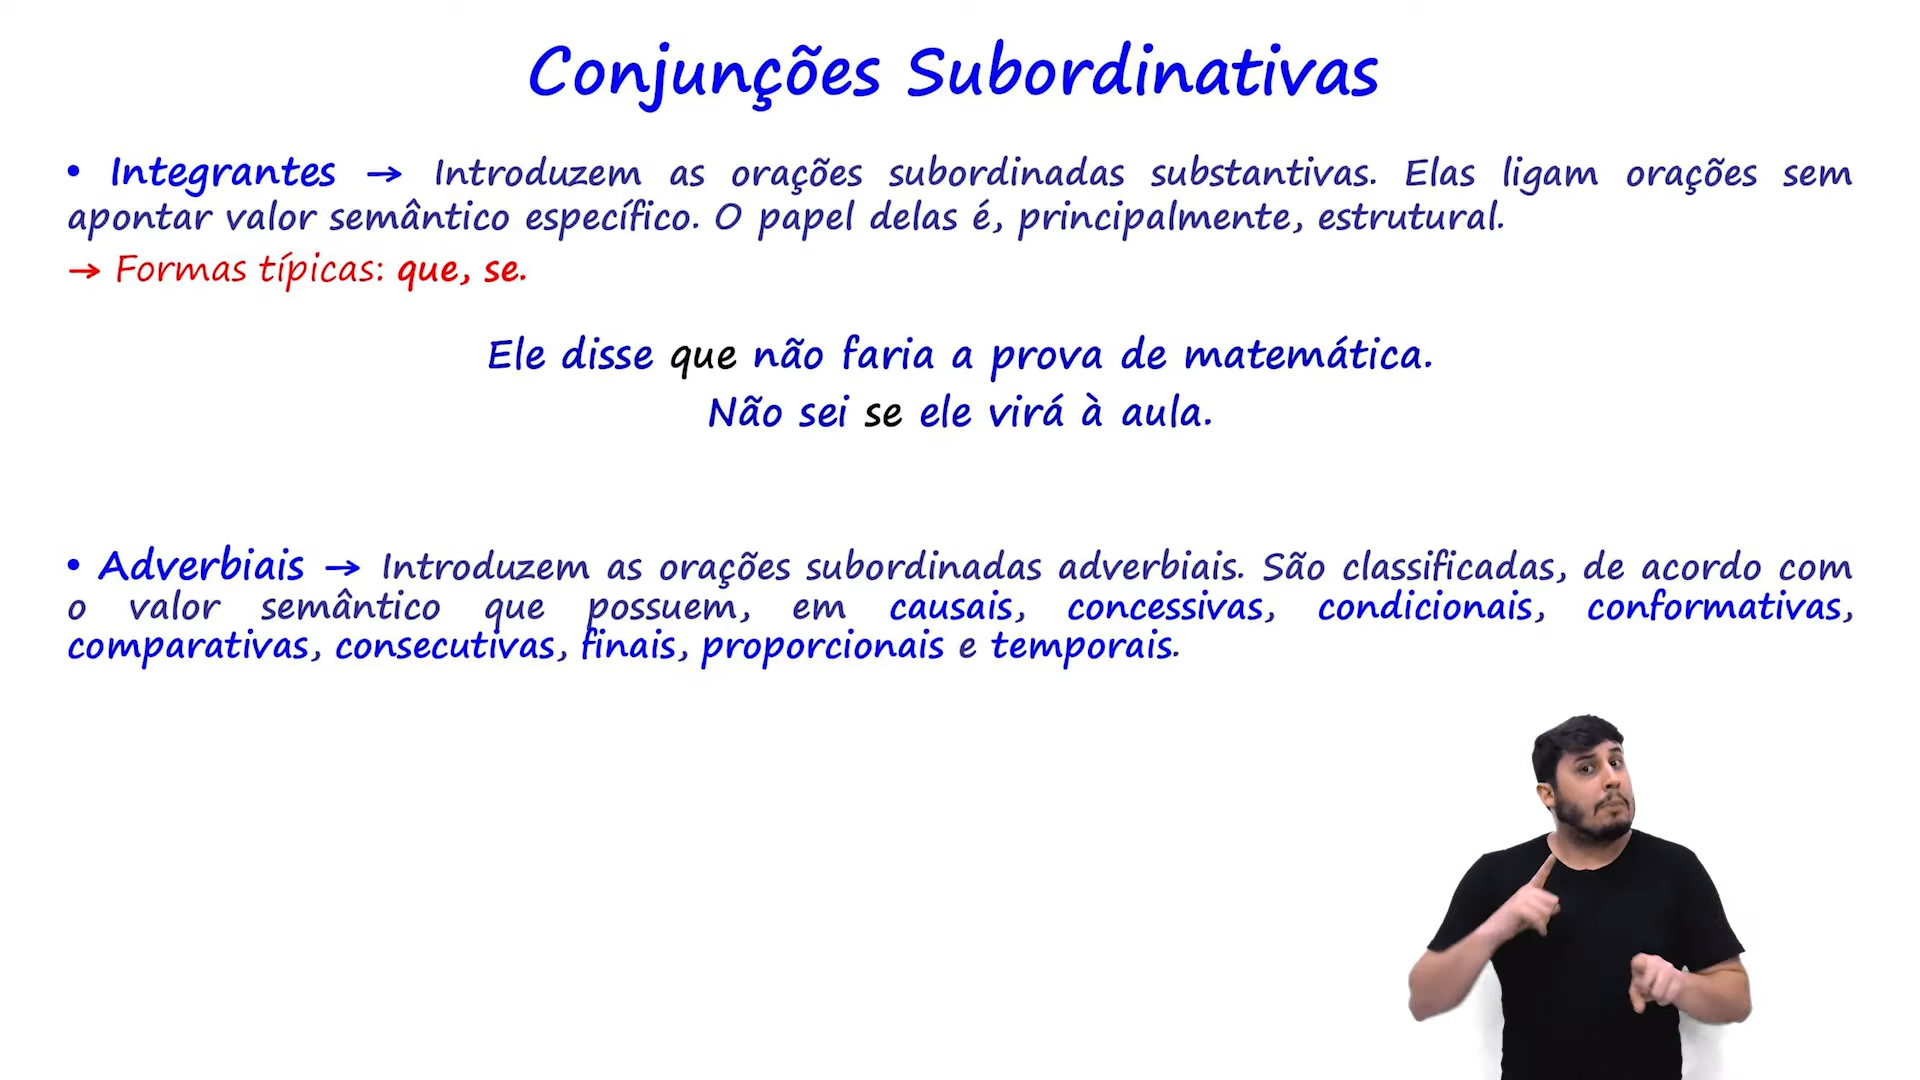 Conjunções Subordinativas
• Integrantes → Introduzem as orações subordinadas substantivas. Elas ligam orações sem
apontar valor semântico específico. O papel delas é, principalmente, estrutural.
→ Formas típicas: que, se.
Ele disse que não faria a prova de matemática.
Não sei se ele virá à aula.
• Adverbiais → Introduzem as orações subordinadas adverbiais. São classificadas, de acordo com
o valor semântico que possuem, em causais, concessivas, condicionais, conformativas,
comparativas, consecutivas, finais, proporcionais e temporais.